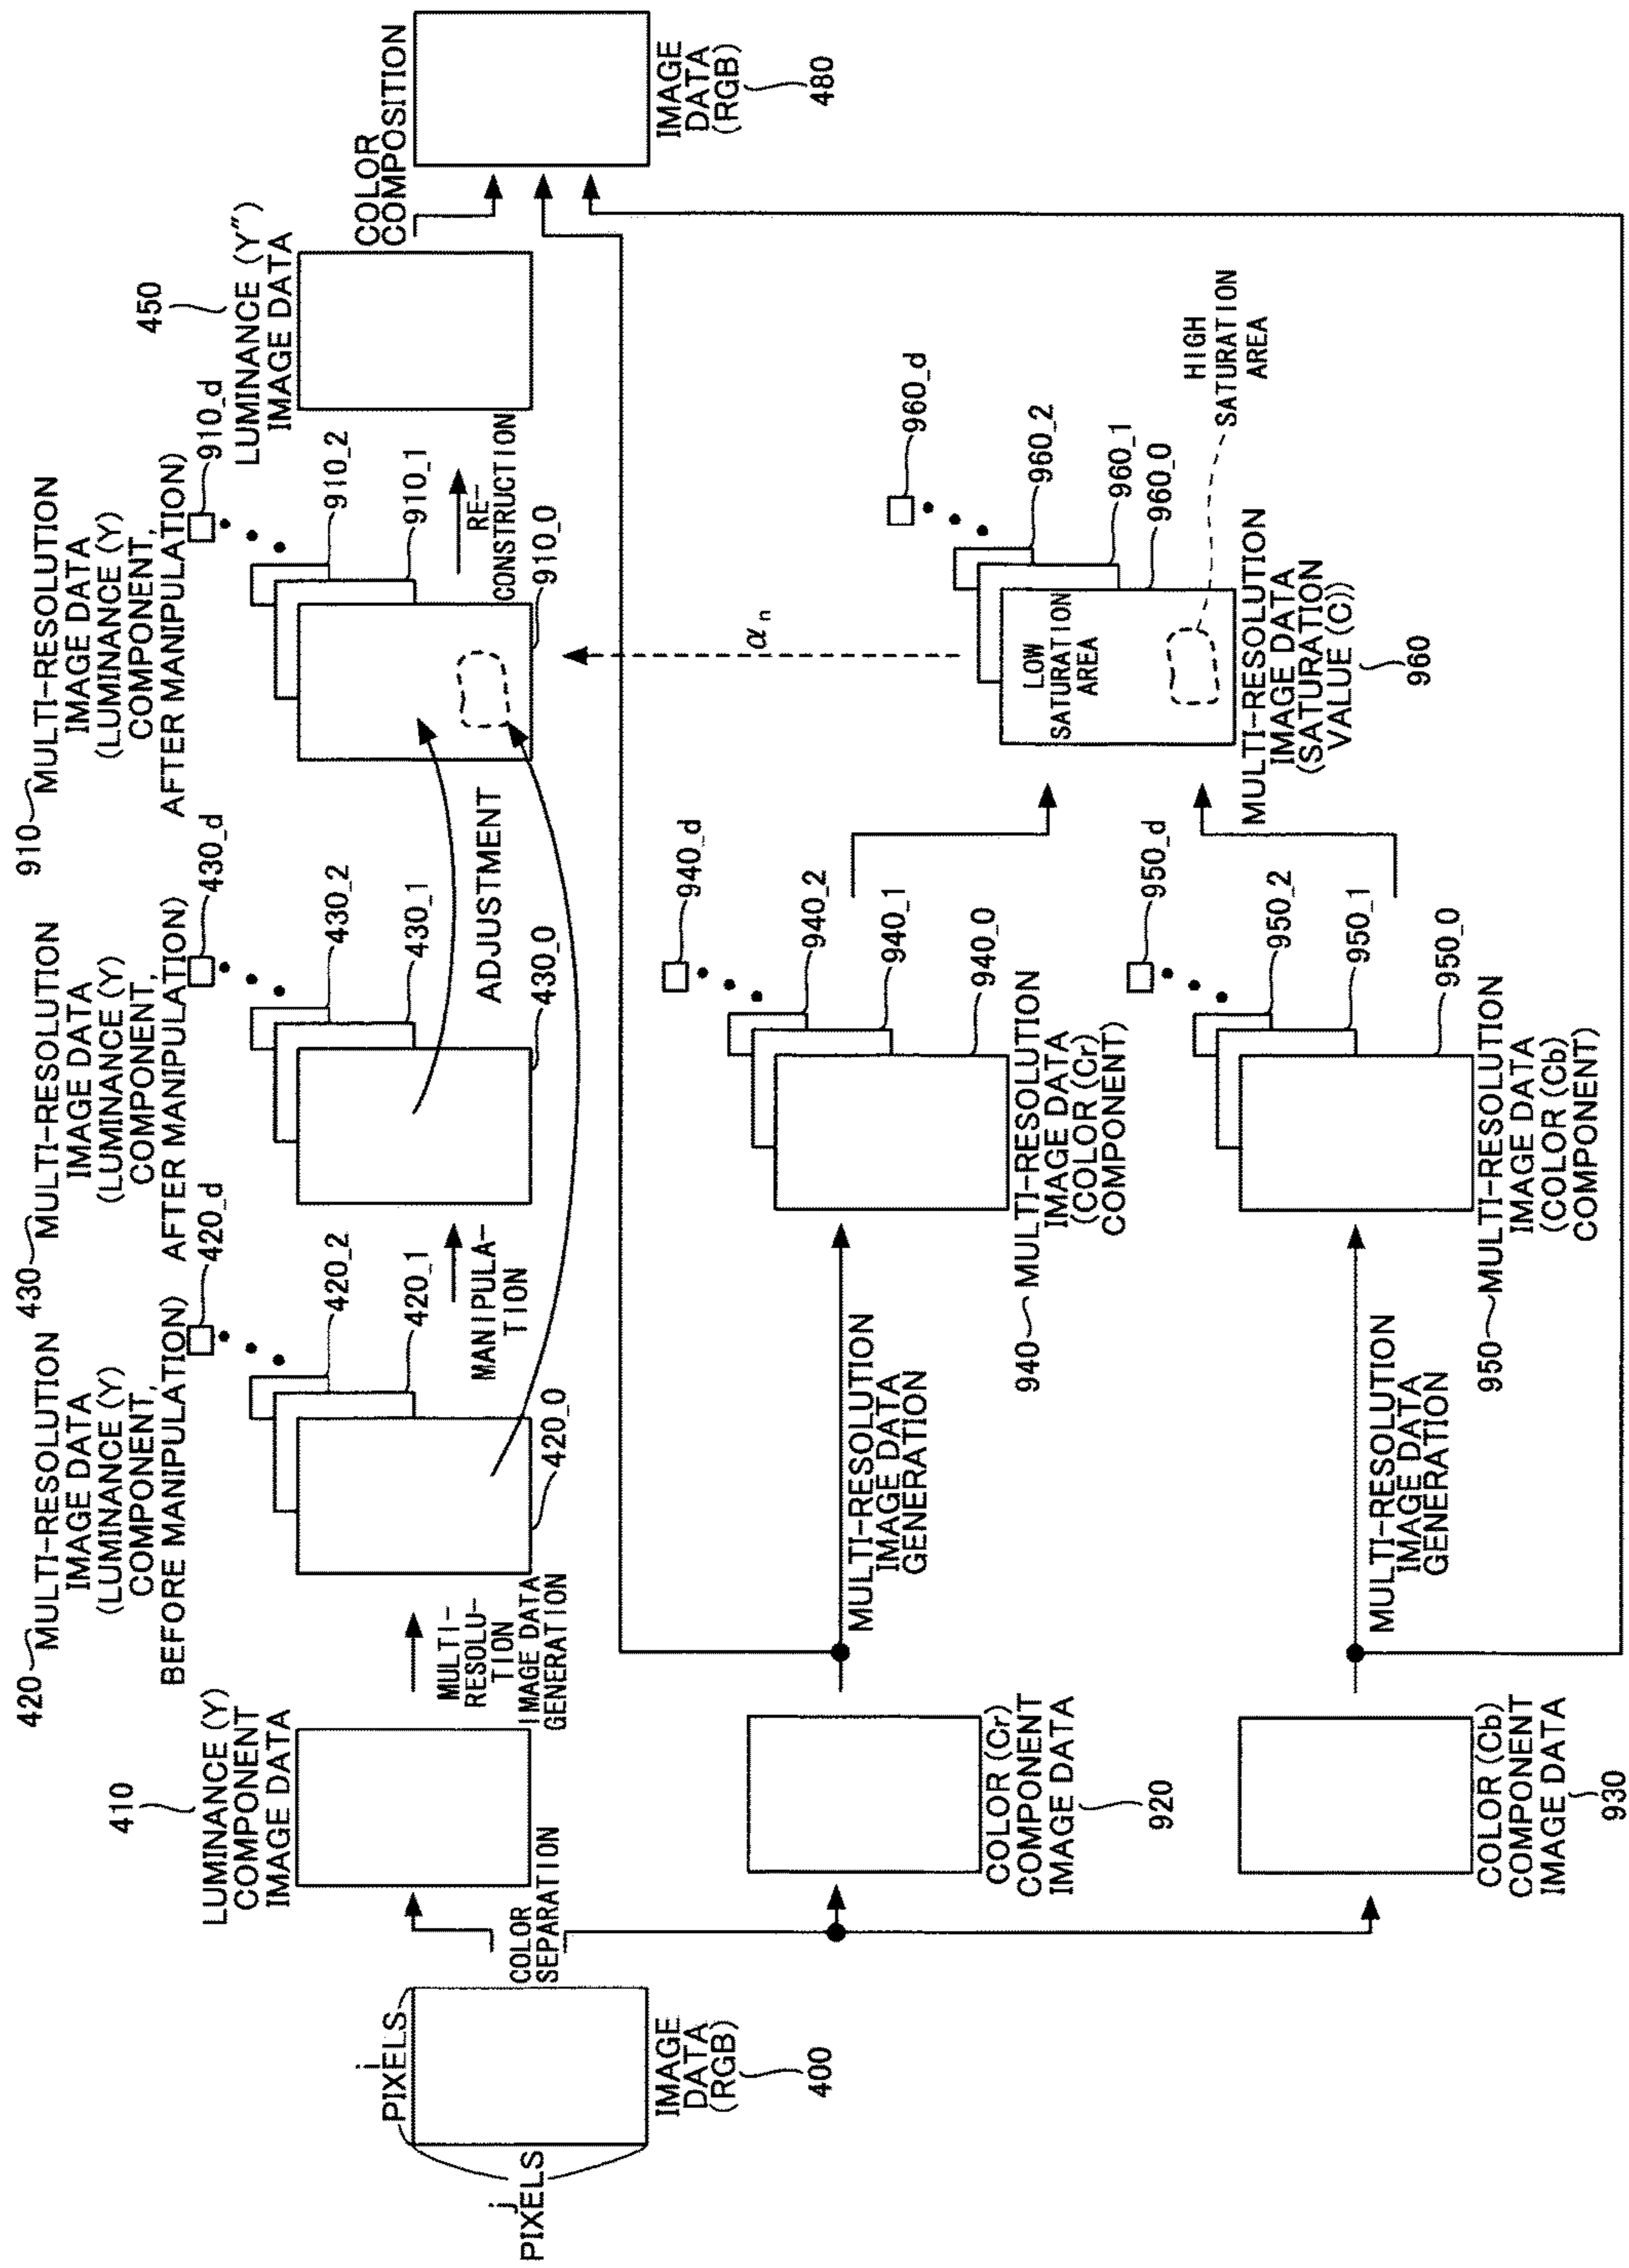 i
PIXELS
j
PIXELS
IMAGE
DATA
(RGB)
400
COLOR
SEPARATION
410
LUMINANCE (Y)
COMPONENT
IMAGE DATA
MULTI-
RESOLU-
TION
IMAGE DATA
GENERATION
420
MULTI-RESOLUTION
IMAGE DATA
(LUMINANCE (Y)
COMPONENT,
BEFORE MANIPULATION)
420_d
420_2
420_1
420_0
MANIPULA-
TION
430
MULTI-RESOLUTION
IMAGE DATA
(LUMINANCE (Y)
COMPONENT,
AFTER MANIPULATION)
430_d
430_2
430_1
430_0
ADJUSTMENT
910
MULTI-RESOLUTION
IMAGE DATA
(LUMINANCE (Y)
COMPONENT,
AFTER MANIPULATION)
910_d
910_2
910_1
910_0
RE-
CONSTRUCTION
450
LUMINANCE (Y")
IMAGE DATA
COLOR
COMPOSITION
IMAGE
DATA
(RGB)
480
COLOR (Cr)
COMPONENT
IMAGE DATA
920
MULTI-RESOLUTION
IMAGE DATA
GENERATION
940_d
940_2
940_1
940_0
940
MULTI-RESOLUTION
IMAGE DATA
(COLOR (Cr)
COMPONENT)
αn
960_d
960_2
960_1
960_0
LOW
SATURATION
AREA
HIGH
SATURATION
AREA
MULTI-RESOLUTION
IMAGE DATA
(SATURATION
VALUE (C))
960
COLOR (Cb)
COMPONENT
IMAGE DATA
930
MULTI-RESOLUTION
IMAGE DATA
GENERATION
950_d
950_2
950_1
950_0
950
MULTI-RESOLUTION
IMAGE DATA
(COLOR (Cb)
COMPONENT)